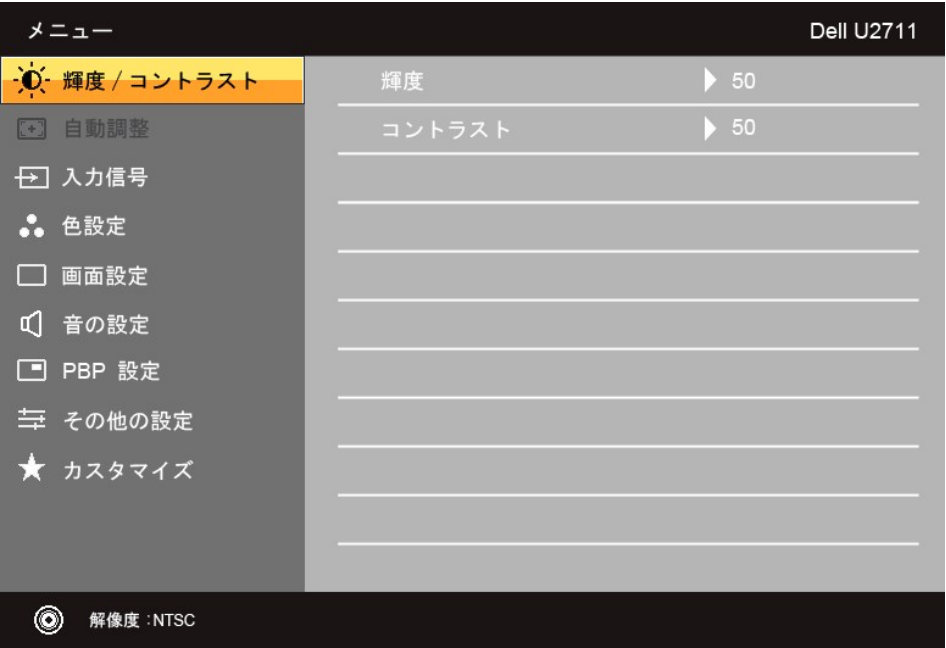 メニュー Dell U2711
輝度 / コントラスト 輝度 50
自動調整 コントラスト 50
入力信号
色設定
画面設定
音の設定
PBP 設定
その他の設定
カスタマイズ
解像度 :NTSC